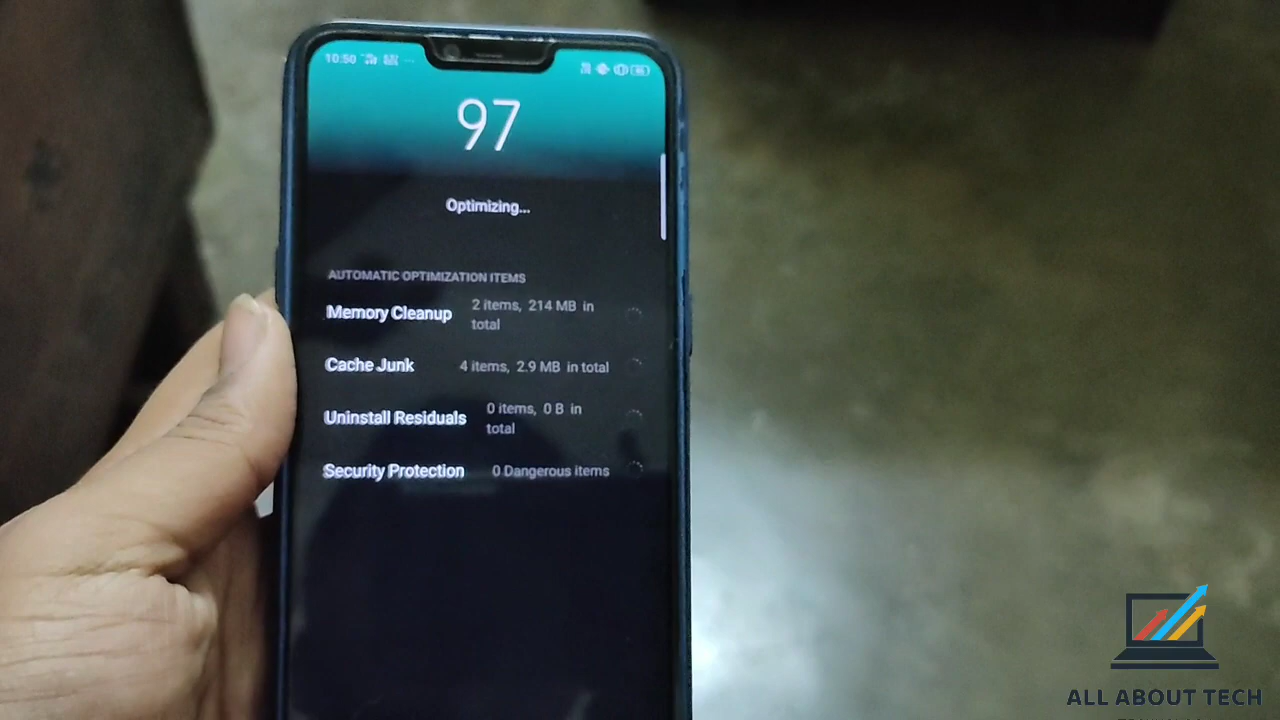 10:50
97
Optimizing...
AUTOMATIC OPTIMIZATION ITEMS
Memory Cleanup 2 items, 214 MB in
total
Cache Junk 4 items, 2.9 MB in total
Uninstall Residuals 0 items, 0 B in
total
Security Protection 0 Dangerous items
ALL ABOUT TECH